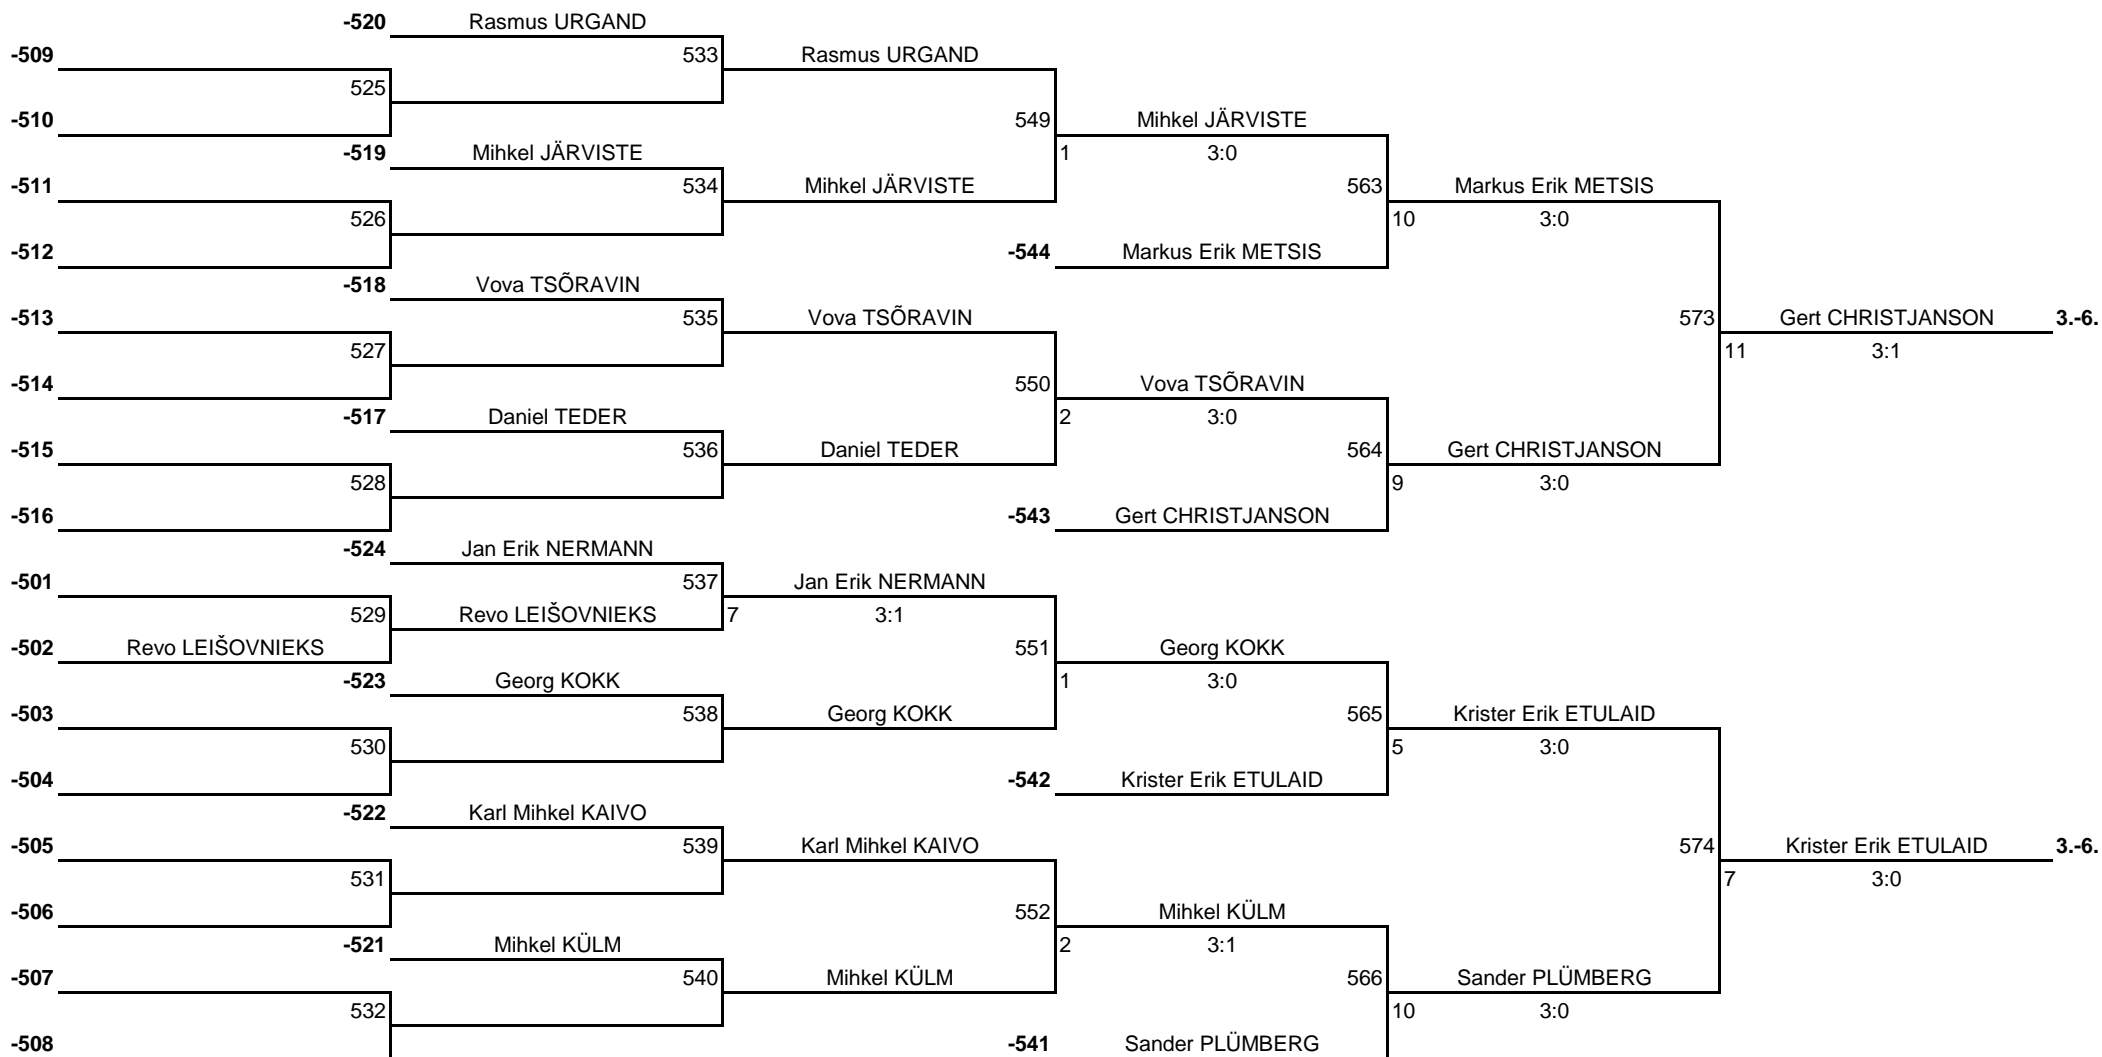 -520 Rasmus URGAND
-509 533 Rasmus URGAND
525
-510 549 Mihkel JÄRVISTE
-519 Mihkel JÄRVISTE 1 3:0
-511 534 Mihkel JÄRVISTE 563 Markus Erik METSIS
526 10 3:0
-512 -544 Markus Erik METSIS
-518 Vova TSÕRAVIN
-513 535 Vova TSÕRAVIN 573 Gert CHRISTJANSON 3.-6.
527 11 3:1
-514 550 Vova TSÕRAVIN
-517 Daniel TEDER 2 3:0
-515 536 Daniel TEDER 564 Gert CHRISTJANSON
528 9 3:0
-516 -543 Gert CHRISTJANSON
-524 Jan Erik NERMANN
-501 537 Jan Erik NERMANN
529 Revo LEIŠOVNIEKS 7 3:1
-502 Revo LEIŠOVNIEKS 551 Georg KOKK
-523 Georg KOKK 1 3:0
-503 538 Georg KOKK 565 Krister Erik ETULAID
530 5 3:0
-504 -542 Krister Erik ETULAID
-522 Karl Mihkel KAIVO
-505 539 Karl Mihkel KAIVO 574 Krister Erik ETULAID 3.-6.
531 7 3:0
-506 552 Mihkel KÜLM
-521 Mihkel KÜLM 2 3:1
-507 540 Mihkel KÜLM 566 Sander PLÜMBERG
532 10 3:0
-508 -541 Sander PLÜMBERG